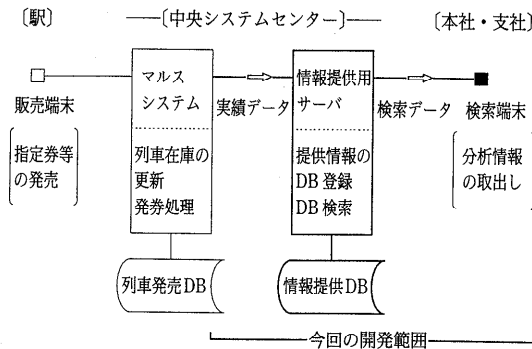 〔駅〕
〔中央システムセンター〕
〔本社・支社〕
販売端末
指定券等
の発売
マルス
システム
列車在庫の
更新
発券処理
実績データ
情報提供用
サーバ
提供情報の
DB登録
DB検索
検索データ
検索端末
分析情報
の取出し
列車発売DB
情報提供DB
今回の開発範囲